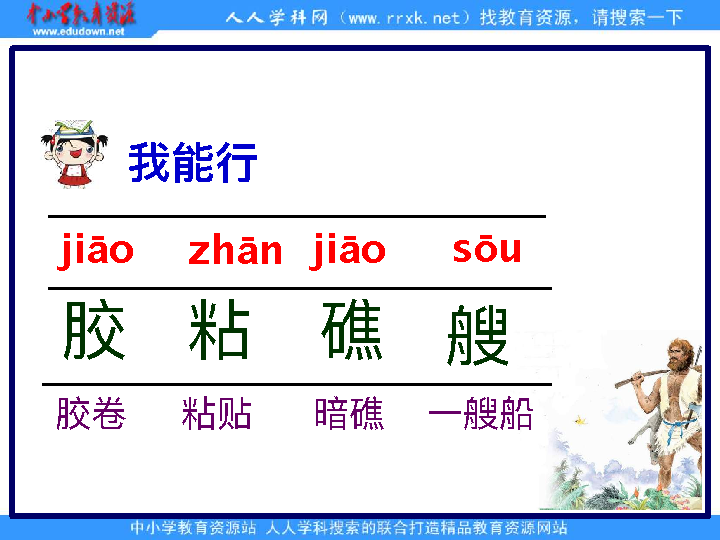 中小学教育资源
www.edudown.net
人人学科网（www.rrxk.net）找教育资源，请搜索一下
我能行
jiāo zhān jiāo sōu
胶 粘 礁 艘
胶卷 粘贴 暗礁 一艘船
中小学教育资源站 人人学科搜索的联合打造精品教育资源网站